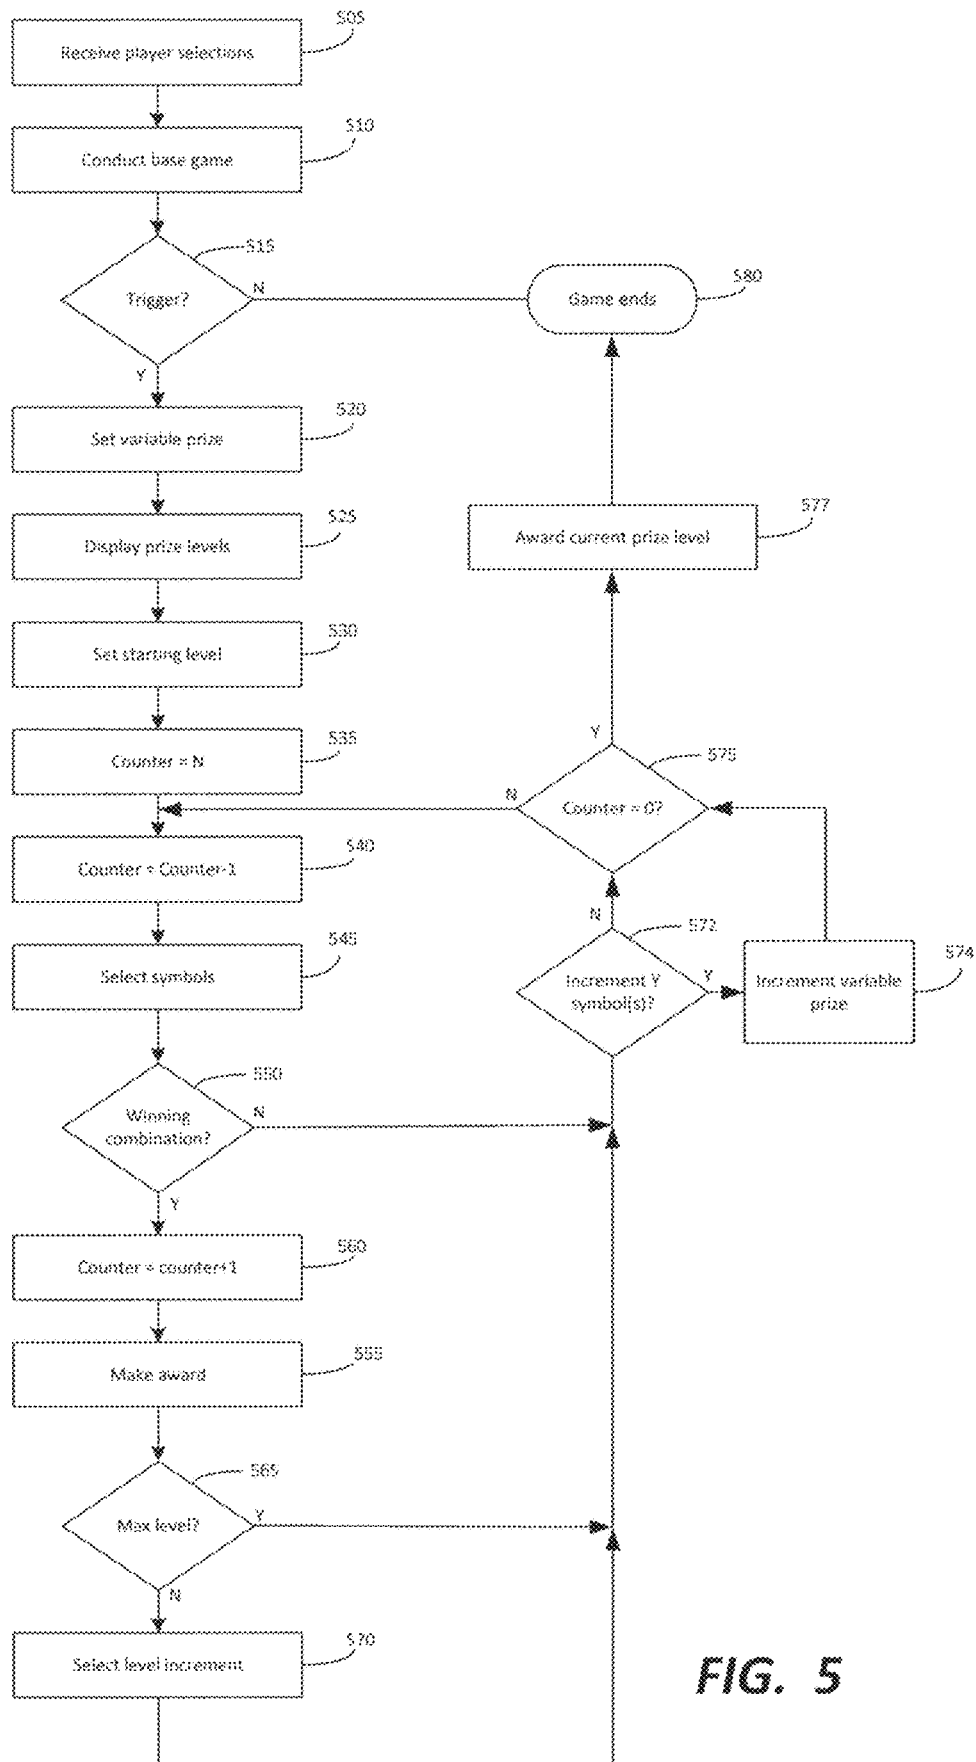 505
Receive player selections
510
Conduct base game
515
Trigger?
N
Y
580
Game ends
520
Set variable prize
525
Display prize levels
577
Award current prize level
530
Set starting level
535
Counter = N
Y
575
N
Counter = 0?
540
Counter = Counter-1
N
572
545
Select symbols
Increment Y
symbol(s)?
Y
574
Increment variable
prize
550
Winning
combination?
N
Y
560
Counter = counter+1
555
Make award
565
Max level?
Y
N
570
Select level increment
FIG. 5